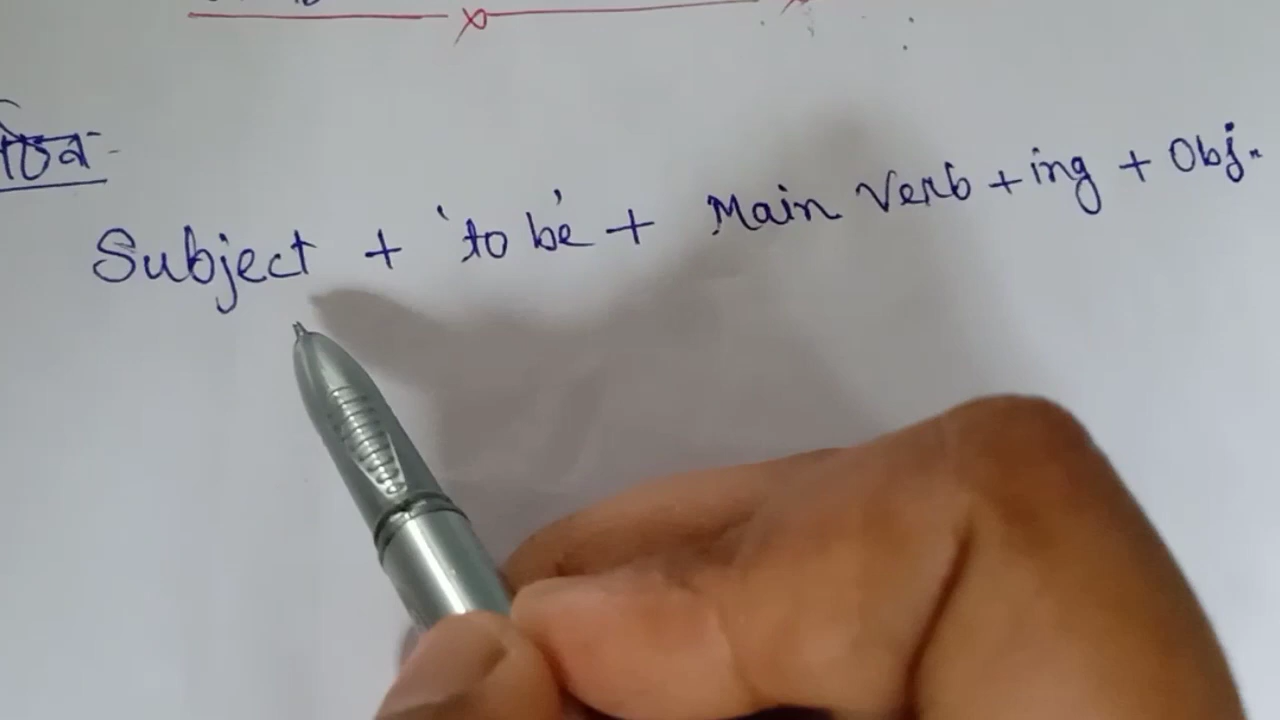 Subject + 'to be' + Main Verb + ing + Obj.